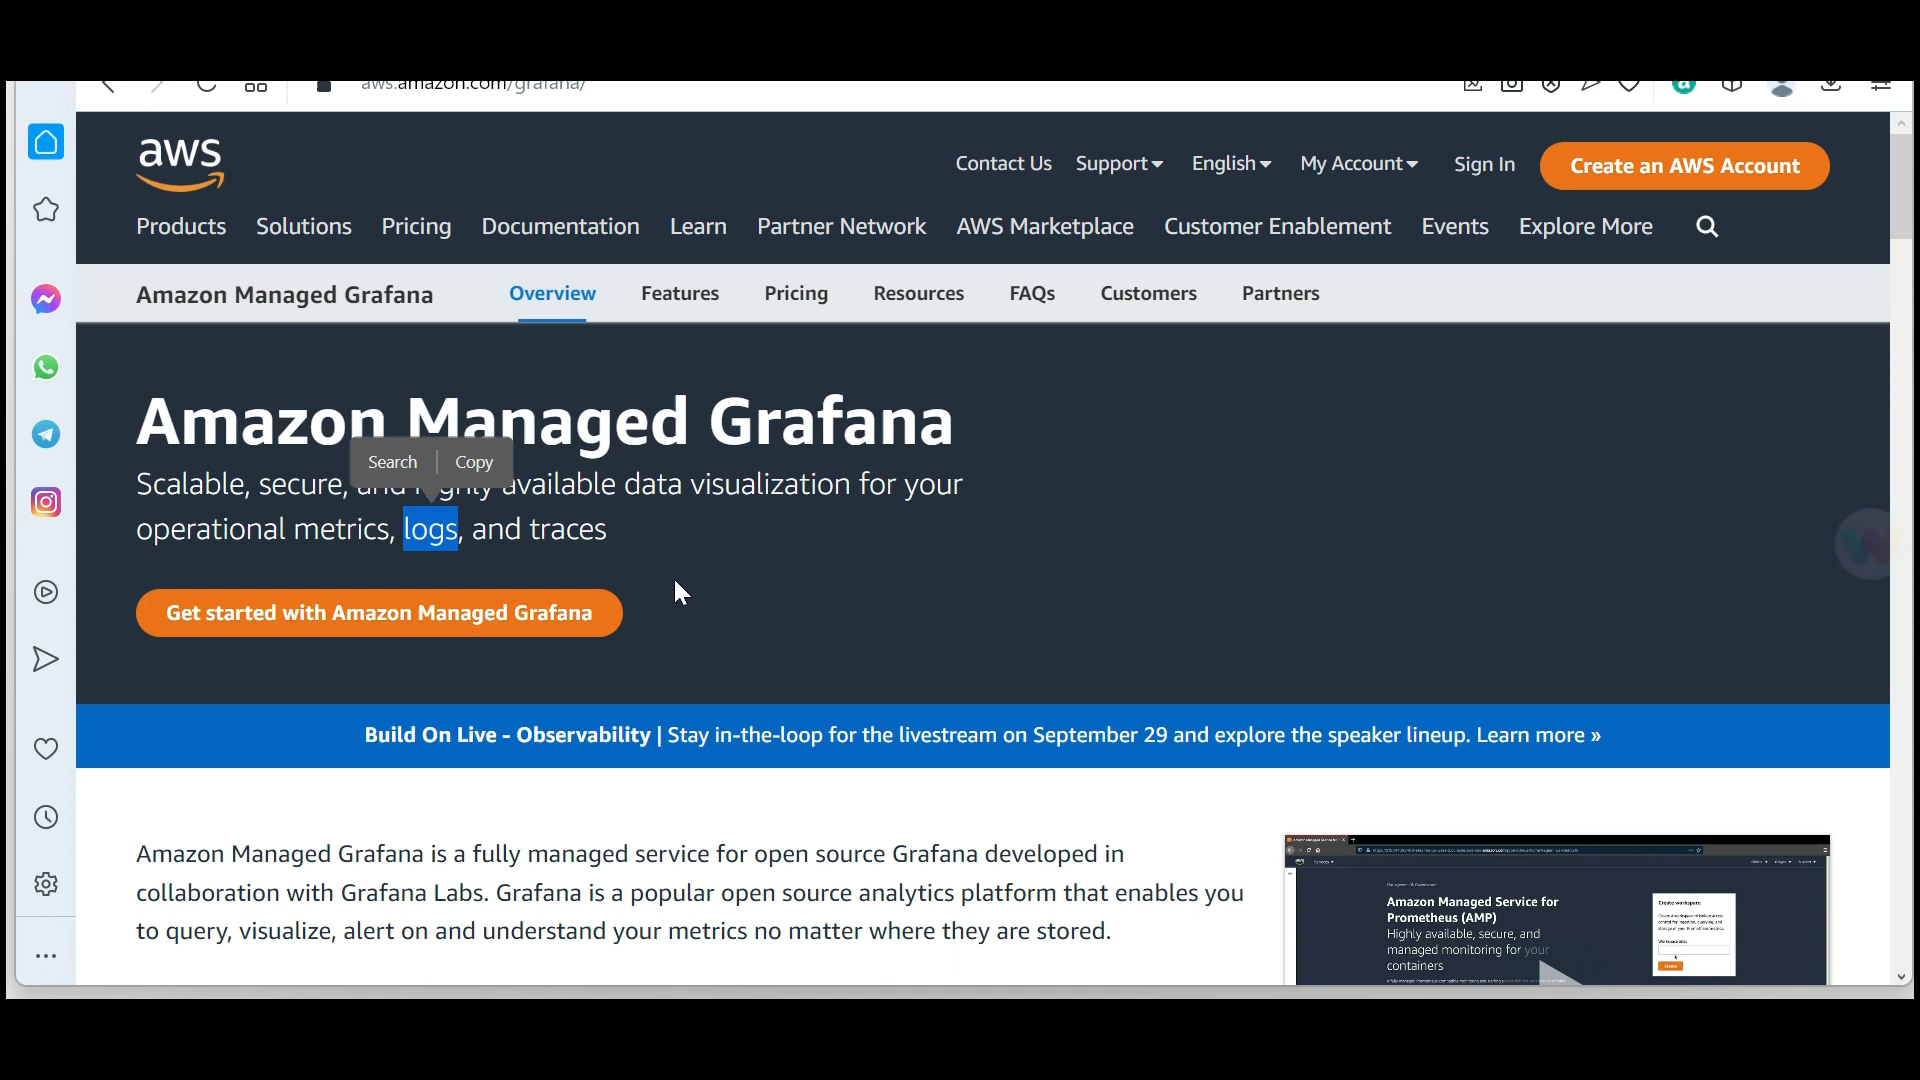 aws.amazon.com/grafana/
aws
Contact Us Support English My Account Sign In Create an AWS Account
Products Solutions Pricing Documentation Learn Partner Network AWS Marketplace Customer Enablement Events Explore More
Amazon Managed Grafana Overview Features Pricing Resources FAQs Customers Partners
Amazon Managed Grafana
Search Copy
Scalable, secure, and highly available data visualization for your
operational metrics, logs, and traces
Get started with Amazon Managed Grafana
Build On Live - Observability | Stay in-the-loop for the livestream on September 29 and explore the speaker lineup. Learn more »
Amazon Managed Grafana is a fully managed service for open source Grafana developed in
collaboration with Grafana Labs. Grafana is a popular open source analytics platform that enables you
to query, visualize, alert on and understand your metrics no matter where they are stored.
Amazon Managed Service for
Prometheus (AMP)
Highly available, secure, and
managed monitoring for your
containers
Create workspace
Create